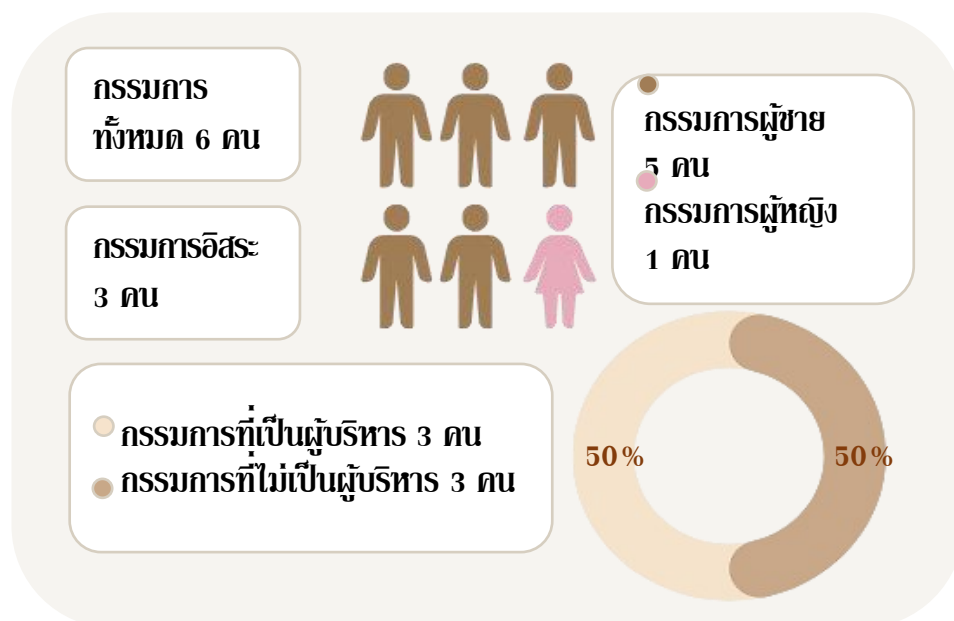 กรรมการ
ทั้งหมด 6 คน
กรรมการอิสระ
3 คน
กรรมการผู้ชาย
5 คน
กรรมการผู้หญิง
1 คน
กรรมการที่เป็นผู้บริหาร 3 คน
กรรมการที่ไม่เป็นผู้บริหาร 3 คน
50%
50%